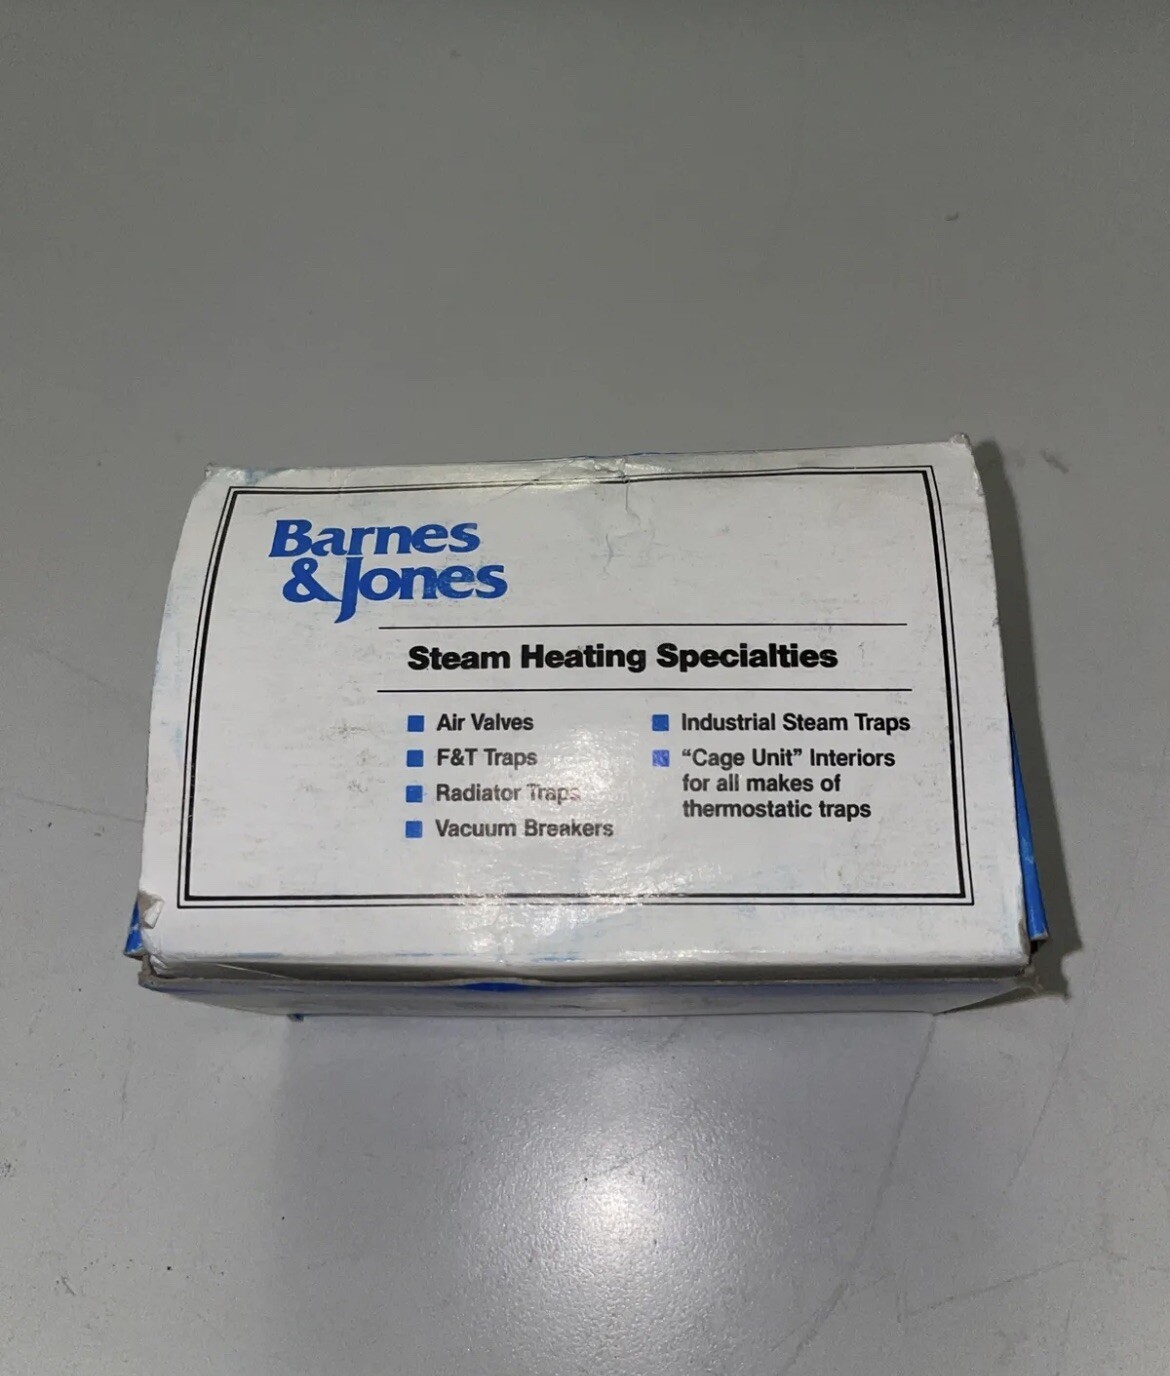 Barnes
& Jones
Steam Heating Specialties
Air Valves
F&T Traps
Radiator Traps
Vacuum Breakers
Industrial Steam Traps
“Cage Unit” Interiors
for all makes of
thermostatic traps